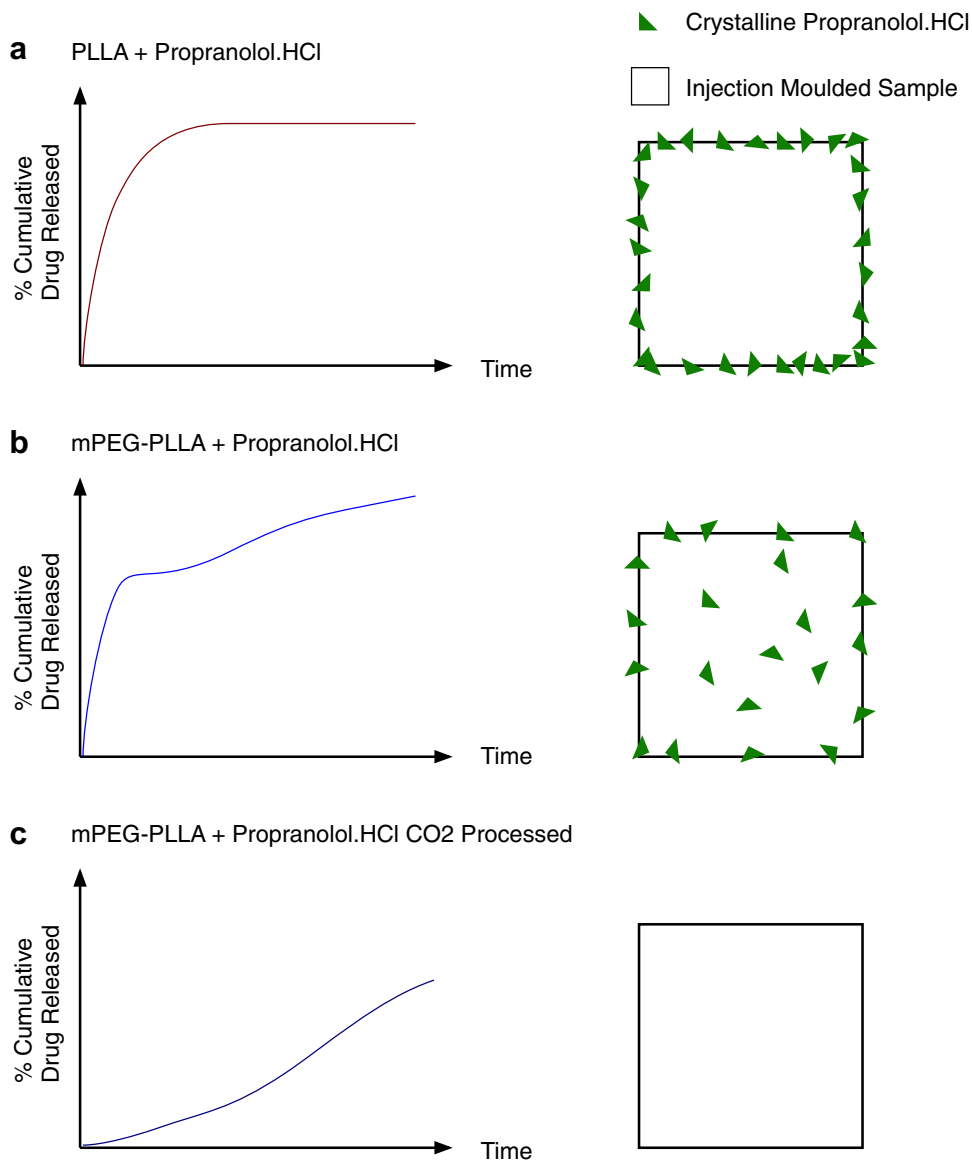 Crystalline Propranolol.HCl
Injection Moulded Sample
a PLLA + Propranolol.HCl
% Cumulative
Drug Released
Time
b mPEG-PLLA + Propranolol.HCl
% Cumulative
Drug Released
Time
c mPEG-PLLA + Propranolol.HCl CO2 Processed
% Cumulative
Drug Released
Time